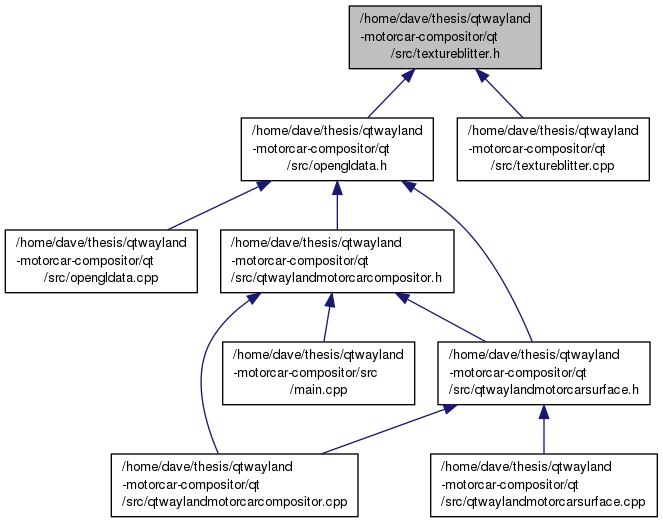 /home/dave/thesis/qtwayland
-motorcar-compositor/qt
/src/textureblitter.h
/home/dave/thesis/qtwayland
-motorcar-compositor/qt
/src/opengldata.h
/home/dave/thesis/qtwayland
-motorcar-compositor/qt
/src/textureblitter.cpp
/home/dave/thesis/qtwayland
-motorcar-compositor/qt
/src/opengldata.cpp
/home/dave/thesis/qtwayland
-motorcar-compositor/qt
/src/qtwaylandmotorcarcompositor.h
/home/dave/thesis/qtwayland
-motorcar-compositor/src
/main.cpp
/home/dave/thesis/qtwayland
-motorcar-compositor/qt
/src/qtwaylandmotorcarsurface.h
/home/dave/thesis/qtwayland
-motorcar-compositor/qt
/src/qtwaylandmotorcarcompositor.cpp
/home/dave/thesis/qtwayland
-motorcar-compositor/qt
/src/qtwaylandmotorcarsurface.cpp